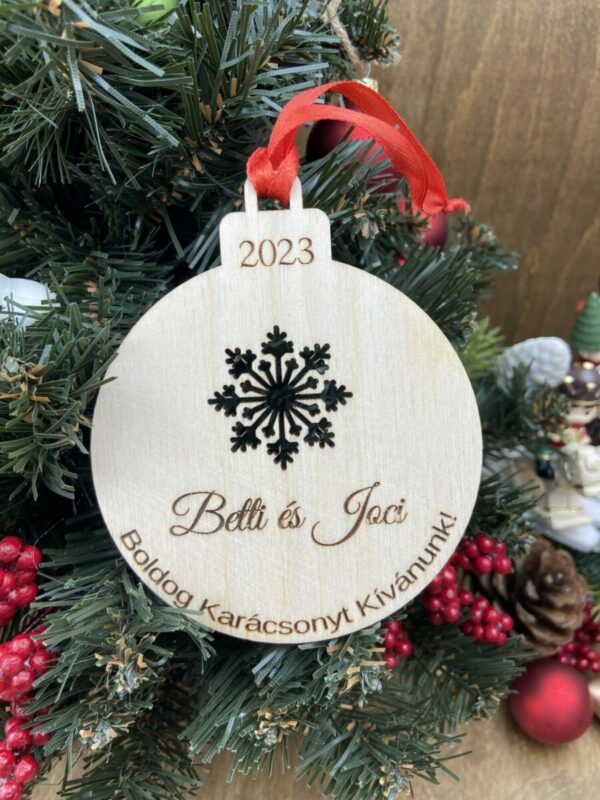 2023
Betti és Joci
Boldog Karácsonyt Kívánunk!